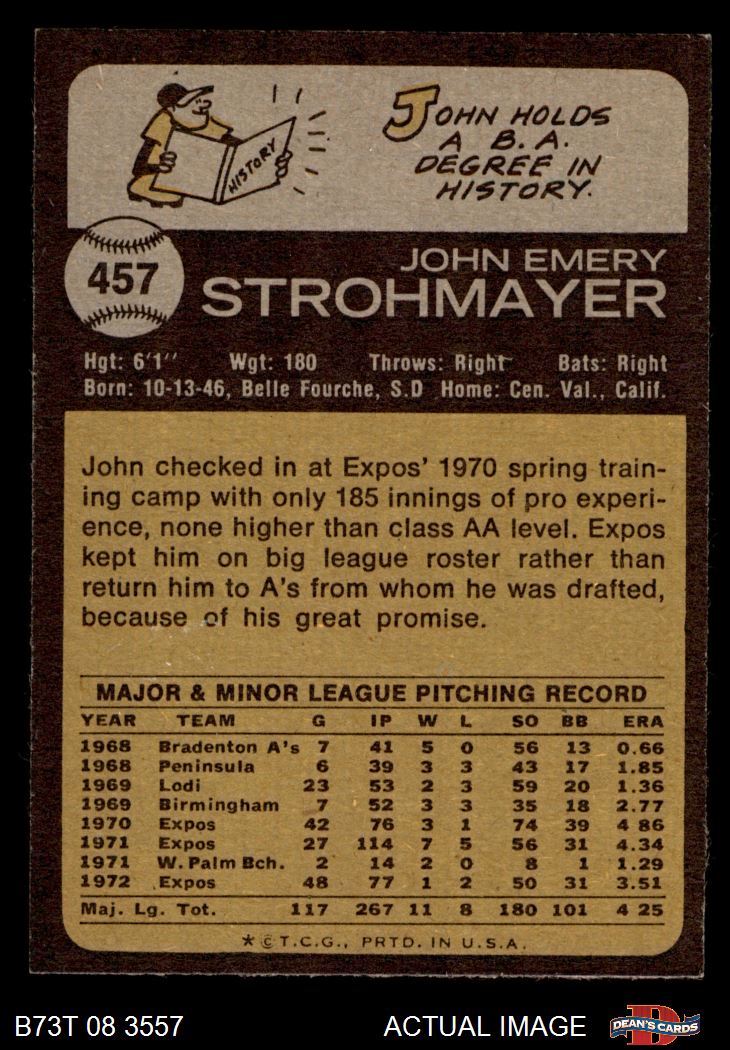 JOHN HOLDS
A B.A.
DEGREE IN
HISTORY.
HISTORY
457
JOHN EMERY
STROHMAYER
Hgt: 6'1" Wgt: 180 Throws: Right Bats: Right
Born: 10-13-46, Belle Fourche, S.D Home: Cen. Val., Calif.
John checked in at Expos' 1970 spring train-
ing camp with only 185 innings of pro experi-
ence, none higher than class AA level. Expos
kept him on big league roster rather than
return him to A's from whom he was drafted,
because of his great promise.
MAJOR & MINOR LEAGUE PITCHING RECORD
YEAR TEAM G IP W L SO BB ERA
1968 Bradenton A's 7 41 5 0 56 13 0.66
1968 Peninsula 6 39 3 3 43 17 1.85
1969 Lodi 23 53 2 3 59 20 1.36
1969 Birmingham 7 52 3 3 35 18 2.77
1970 Expos 42 76 3 1 74 39 4 86
1971 Expos 27 114 7 5 56 31 4.34
1971 W. Palm Bch. 2 14 2 0 8 1 1.29
1972 Expos 48 77 1 2 50 31 3.51
Maj. Lg. Tot. 117 267 11 8 180 101 4 25
*© T.C.G., PRTD. IN U.S.A.
B73T 08 3557 ACTUAL IMAGE DEAN'S CARDS